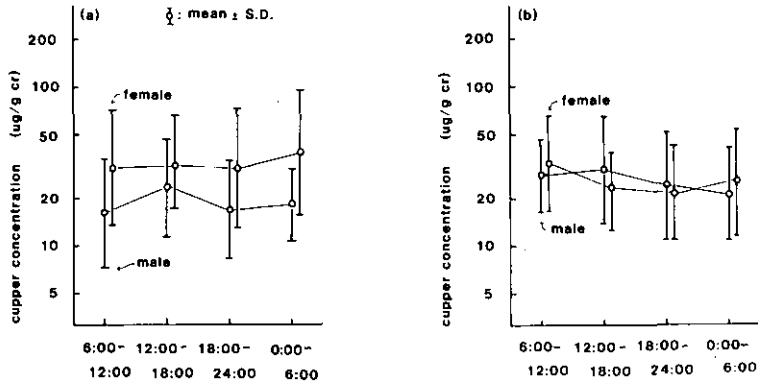 (a)
⌶: mean ± S.D.
cupper concentration (ug/g cr)
200
100
50
20
10
5
female
male
6:00~ 12:00~ 18:00~ 0:00~
12:00 18:00 24:00 6:00
(b)
cupper concentration (ug/g cr)
200
100
50
20
10
5
female
male
6:00~ 12:00~ 18:00~ 0:00~
12:00 18:00 24:00 6:00